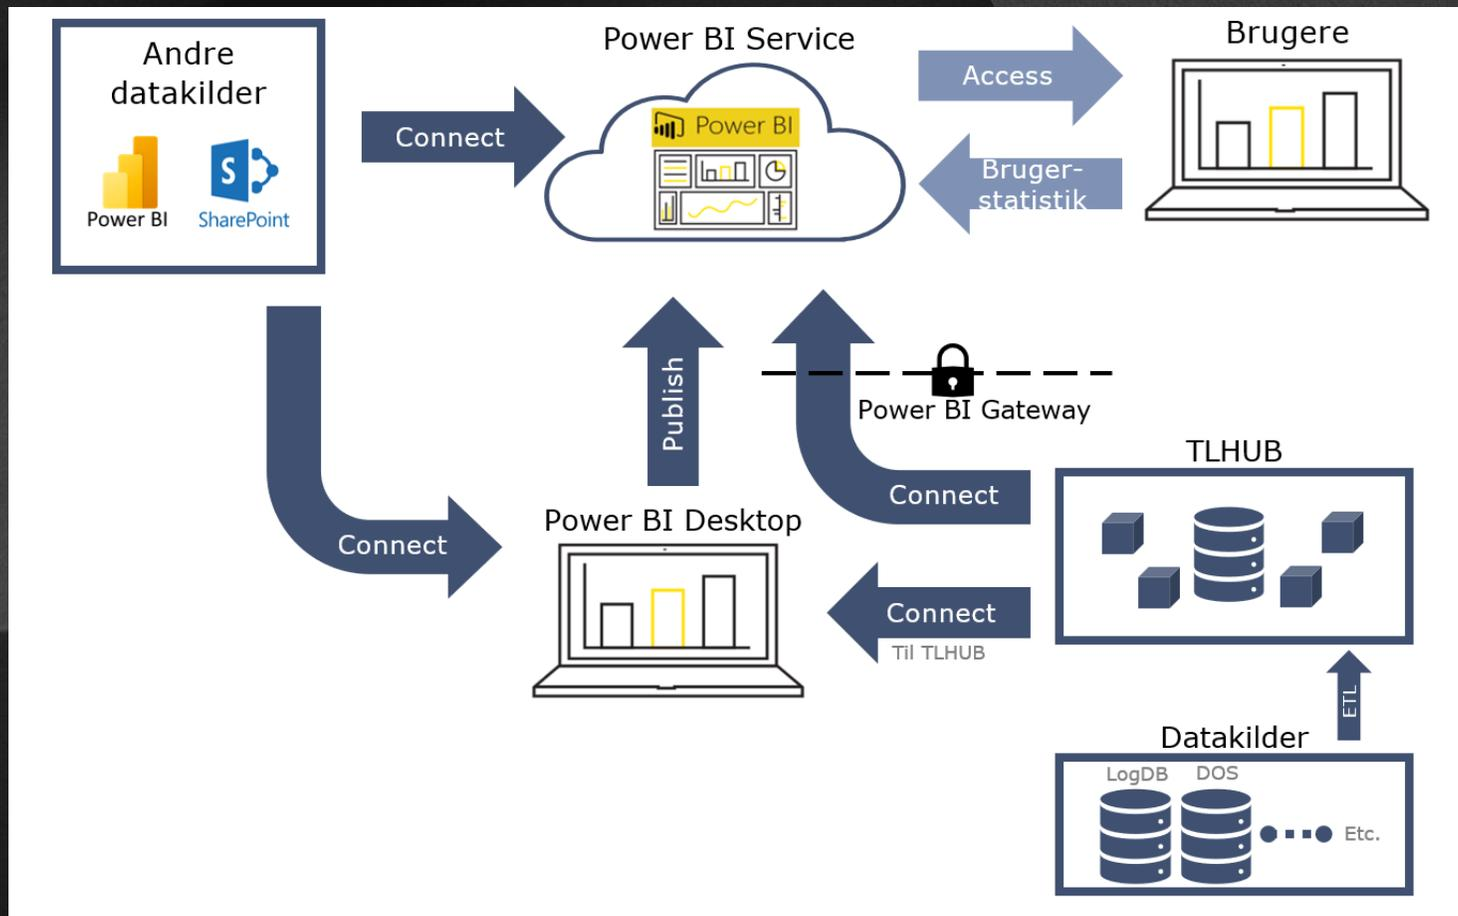 Andre
datakilder
Power BI
SharePoint
Connect
Power BI Service
Power BI
Access
Bruger-
statistik
Brugere
Connect
Publish
Power BI Gateway
Connect
Power BI Desktop
Connect
Til TLHUB
TLHUB
ETL
Datakilder
LogDB
DOS
Etc.